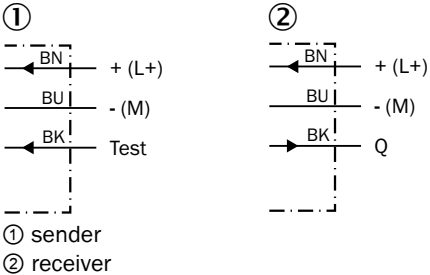 ① ②
BN + (L+) BN + (L+)
BU - (M) BU - (M)
BK Test BK Q
① sender
② receiver